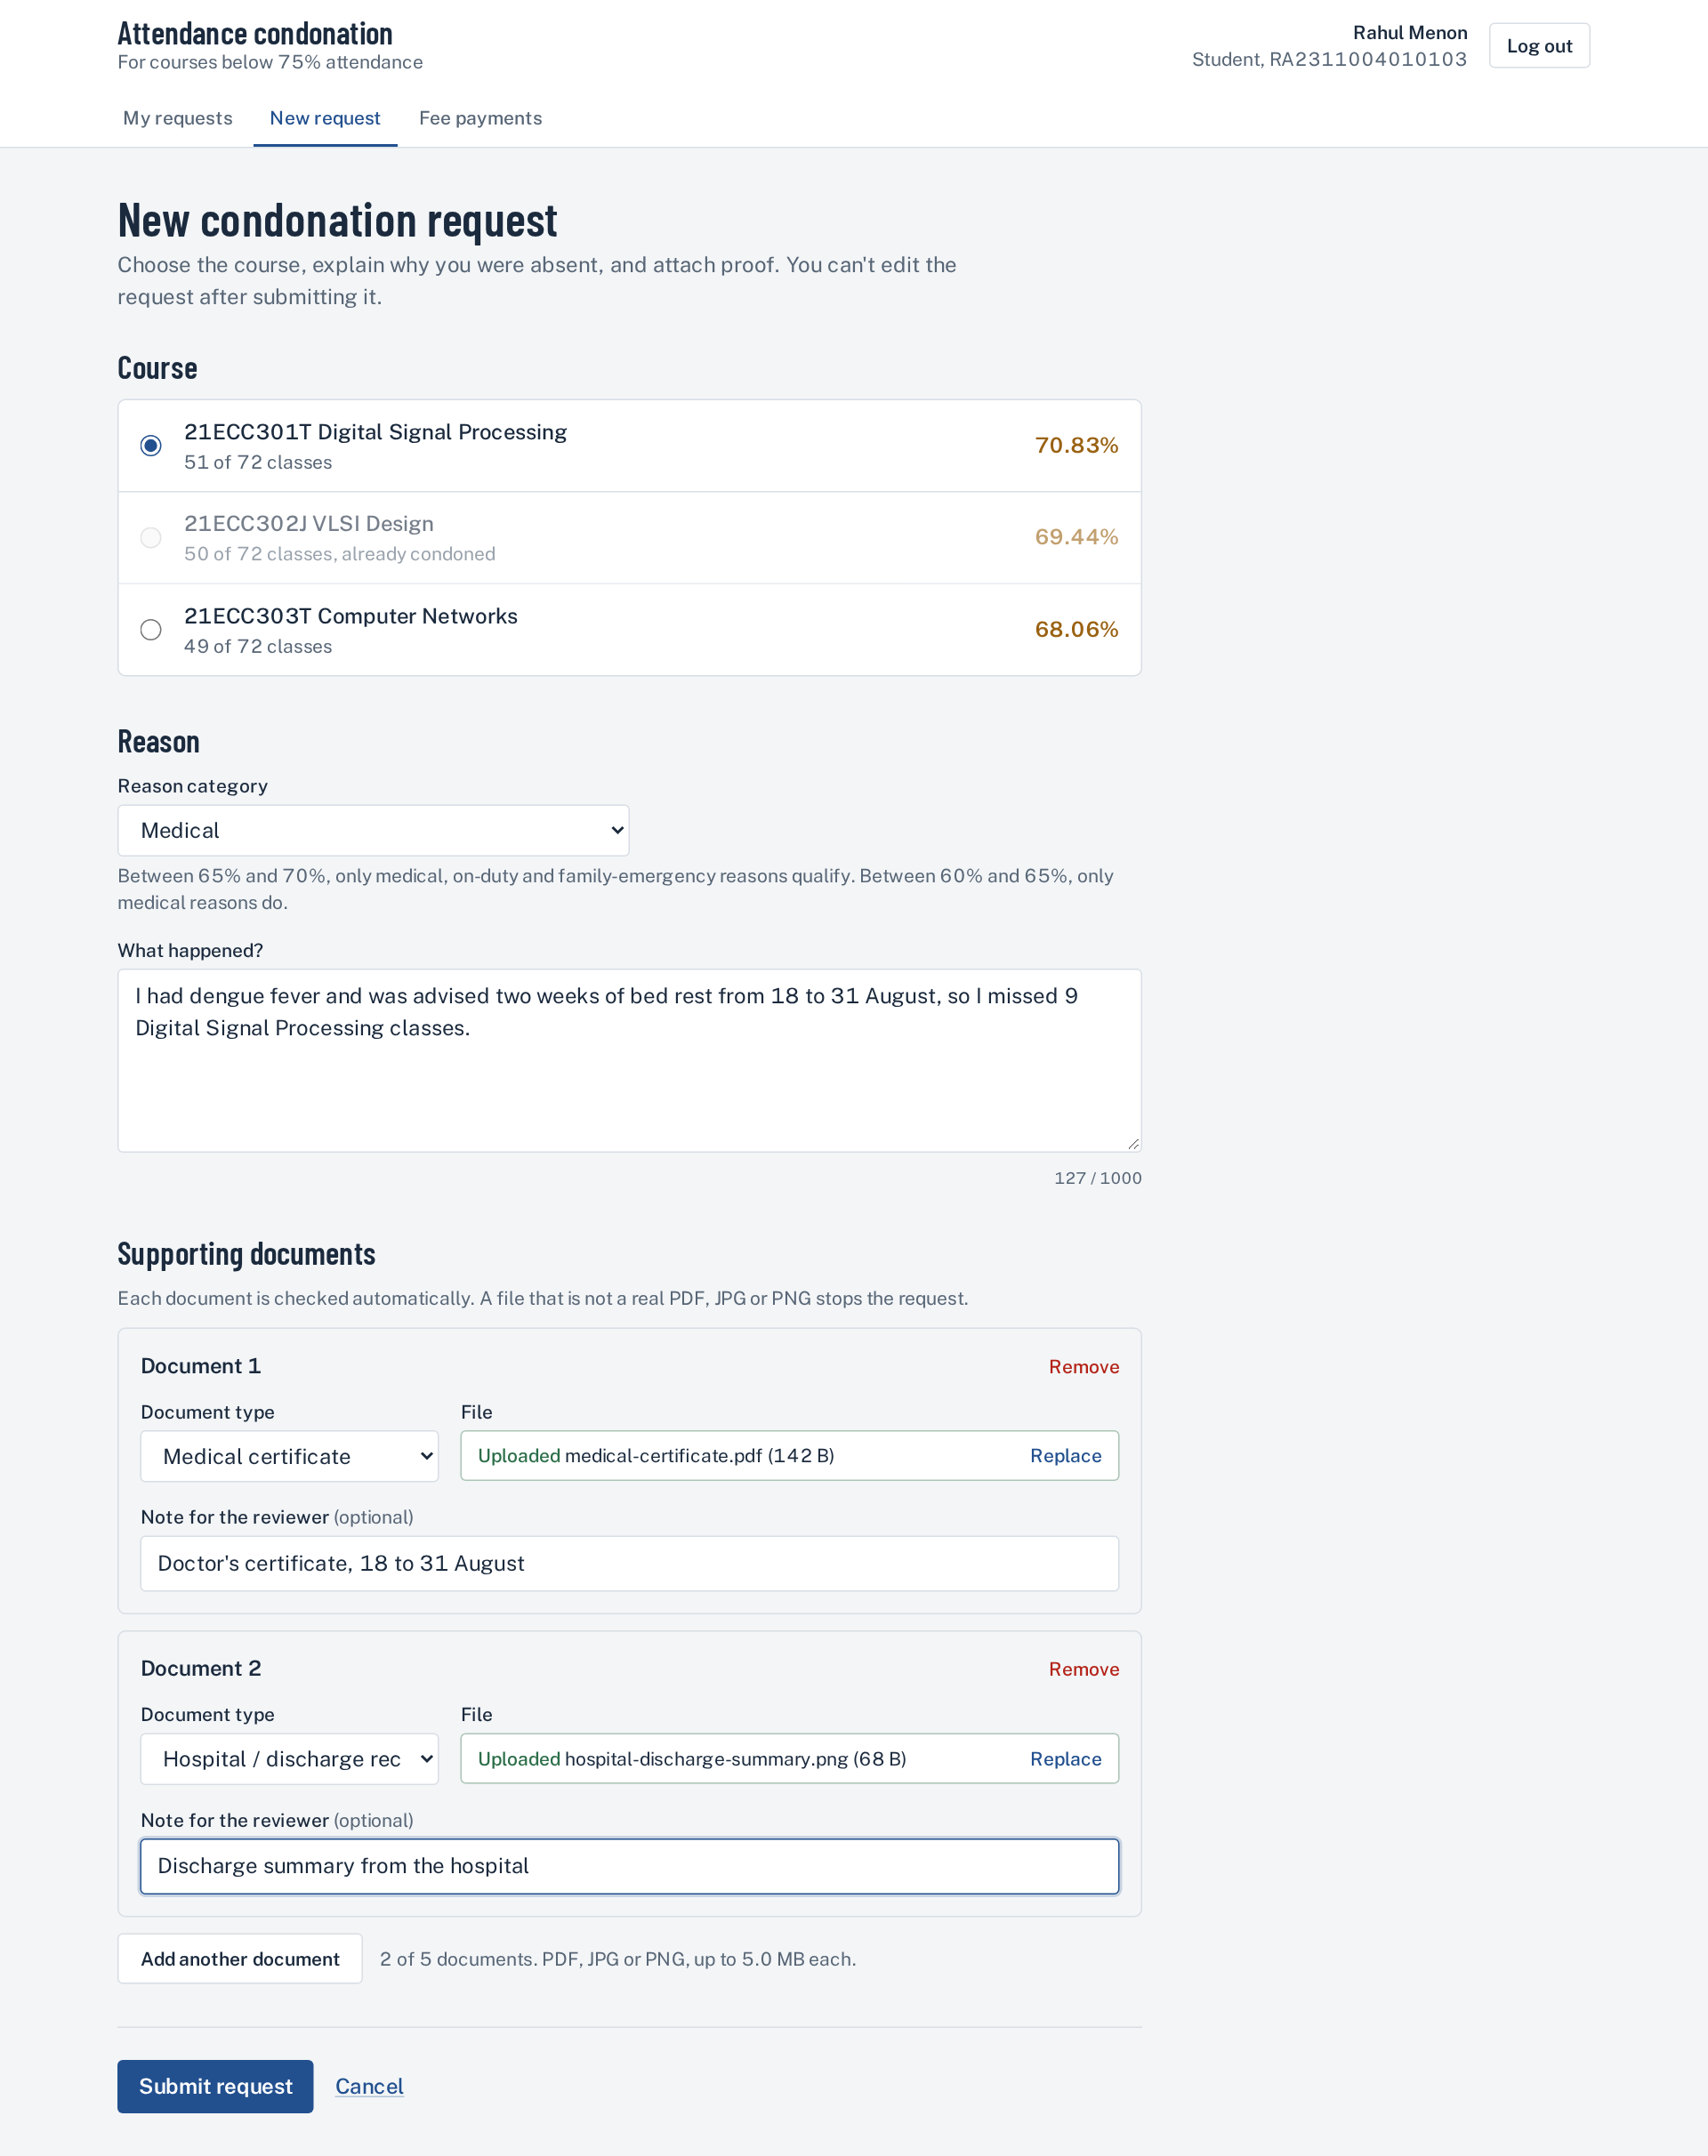 Attendance condonation
For courses below 75% attendance
Rahul Menon
Student, RA2311004010103
Log out
My requests
New request
Fee payments
New condonation request
Choose the course, explain why you were absent, and attach proof. You can't edit the
request after submitting it.
Course
21ECC301T Digital Signal Processing
51 of 72 classes
70.83%
21ECC302J VLSI Design
50 of 72 classes, already condoned
69.44%
21ECC303T Computer Networks
49 of 72 classes
68.06%
Reason
Reason category
Medical
Between 65% and 70%, only medical, on-duty and family-emergency reasons qualify. Between 60% and 65%, only
medical reasons do.
What happened?
I had dengue fever and was advised two weeks of bed rest from 18 to 31 August, so I missed 9
Digital Signal Processing classes.
127 / 1000
Supporting documents
Each document is checked automatically. A file that is not a real PDF, JPG or PNG stops the request.
Document 1
Remove
Document type
File
Medical certificate
Uploaded medical-certificate.pdf (142 B)
Replace
Note for the reviewer (optional)
Doctor's certificate, 18 to 31 August
Document 2
Remove
Document type
File
Hospital / discharge rec
Uploaded hospital-discharge-summary.png (68 B)
Replace
Note for the reviewer (optional)
Discharge summary from the hospital
Add another document
2 of 5 documents. PDF, JPG or PNG, up to 5.0 MB each.
Submit request
Cancel